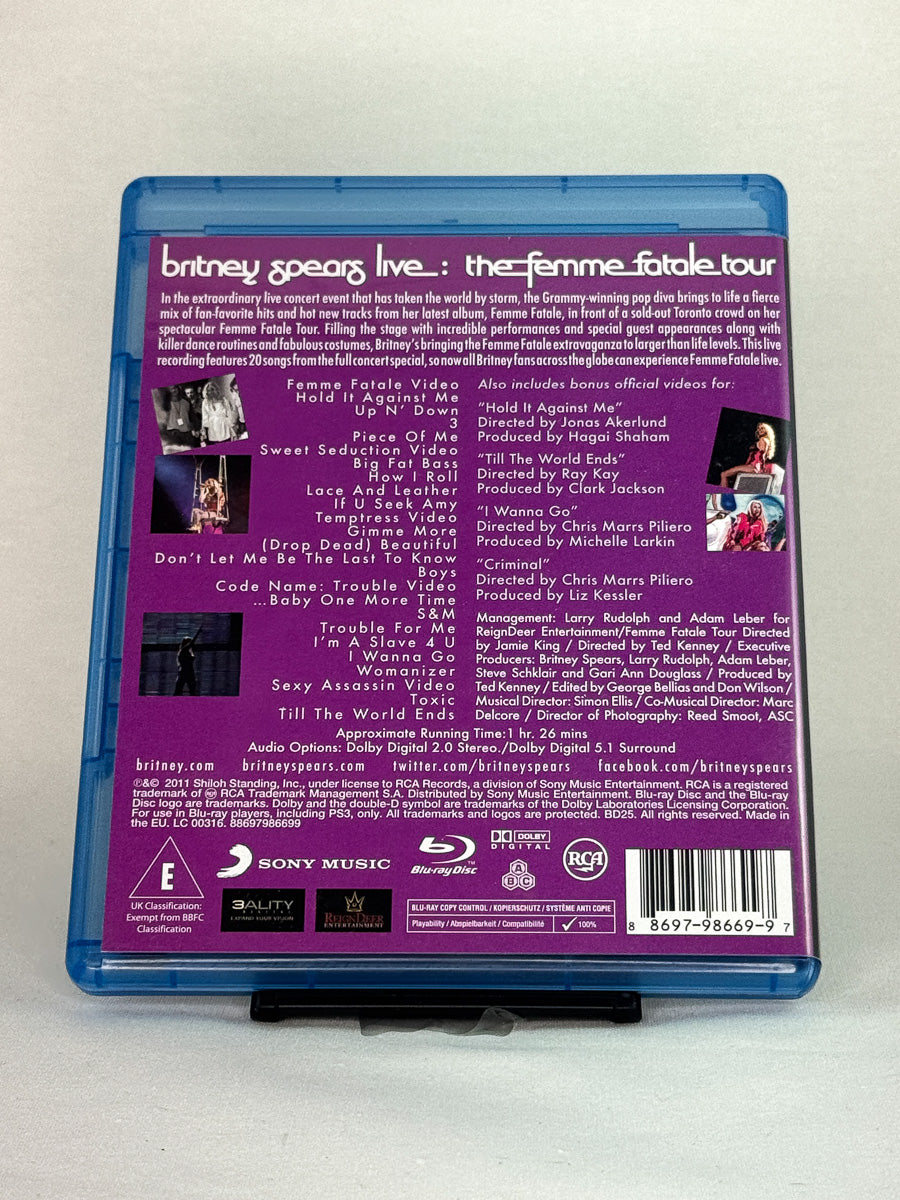 britney spears live: the femme fatale tour
In the extraordinary live concert event that has taken the world by storm, the Grammy-winning pop diva brings to life a fierce
mix of fan-favorite hits and hot new tracks from her latest album, Femme Fatale, in front of a sold-out Toronto crowd on her
spectacular Femme Fatale Tour. Filling the stage with incredible performances and special guest appearances along with
killer dance routines and fabulous costumes, Britney's bringing the Femme Fatale extravaganza to larger than life levels. This live
recording features 20 songs from the full concert special, so now all Britney fans across the globe can experience Femme Fatale live.
Femme Fatale Video
Hold It Against Me
Up N' Down
3
Piece Of Me
Sweet Seduction Video
Big Fat Bass
How I Roll
Lace And Leather
If U Seek Amy
Temptress Video
Gimme More
(Drop Dead) Beautiful
Don't Let Me Be The Last To Know
Boys
Code Name: Trouble Video
...Baby One More Time
S&M
Trouble For Me
I'm A Slave 4 U
I Wanna Go
Womanizer
Sexy Assassin Video
Toxic
Till The World Ends
Also includes bonus official videos for:
"Hold It Against Me"
Directed by Jonas Akerlund
Produced by Hagai Shaham
"Till The World Ends"
Directed by Ray Kay
Produced by Clark Jackson
"I Wanna Go"
Directed by Chris Marrs Piliero
Produced by Michelle Larkin
"Criminal"
Directed by Chris Marrs Piliero
Produced by Liz Kessler
Management: Larry Rudolph and Adam Leber for
ReignDeer Entertainment/Femme Fatale Tour Directed
by Jamie King / Directed by Ted Kenney / Executive
Producers: Britney Spears, Larry Rudolph, Adam Leber,
Steve Schklair and Gari Ann Douglass / Produced by
Ted Kenney / Edited by George Bellias and Don Wilson /
Musical Director: Simon Ellis / Co-Musical Director: Marc
Delcore / Director of Photography: Reed Smoot, ASC
Approximate Running Time:1 hr. 26 mins
Audio Options: Dolby Digital 2.0 Stereo./Dolby Digital 5.1 Surround
britney.com britneyspears.com twitter.com/britneyspears facebook.com/britneyspears
℗&© 2011 Shiloh Standing, Inc., under license to RCA Records, a division of Sony Music Entertainment. RCA is a registered
trademark of RCA Trademark Management S.A. Distributed by Sony Music Entertainment. Blu-ray Disc and the Blu-ray
Disc logo are trademarks. Dolby and the double-D symbol are trademarks of the Dolby Laboratories Licensing Corporation.
For use in Blu-ray players, including PS3, only. All trademarks and logos are protected. BD25. All rights reserved. Made in
the EU. LC 00316. 88697986699
E
UK Classification:
Exempt from BBFC
Classification
SONY MUSIC
Blu-ray Disc
DOLBY
DIGITAL
A
B C
RCA
3ALITY
DIGITAL
EXPAND YOUR VISION
REIGNDEER
ENTERTAINMENT
BLU-RAY COPY CONTROL / KOPIERSCHUTZ / SYSTÈME ANTI COPIE
Playability / Abspielbarkeit / Compatibilité ✓ 100%
8 8697-98669-9 7